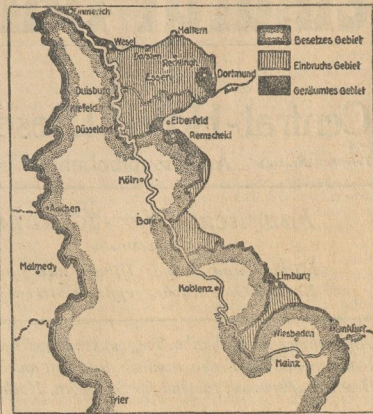 Emmerich
Wesel
Haltern
Dorsten
Recklingh.
Essen
Dortmund
Duisburg
Krefeld
Düsseldorf
Elberfeld
Remscheid
Köln
Aachen
Bonn
Malmedy
Koblenz
Limburg
Wiesbaden
Frankfurt
Mainz
Trier
Besetzes Gebiet
Einbruchs Gebiet
Geräumtes Gebiet